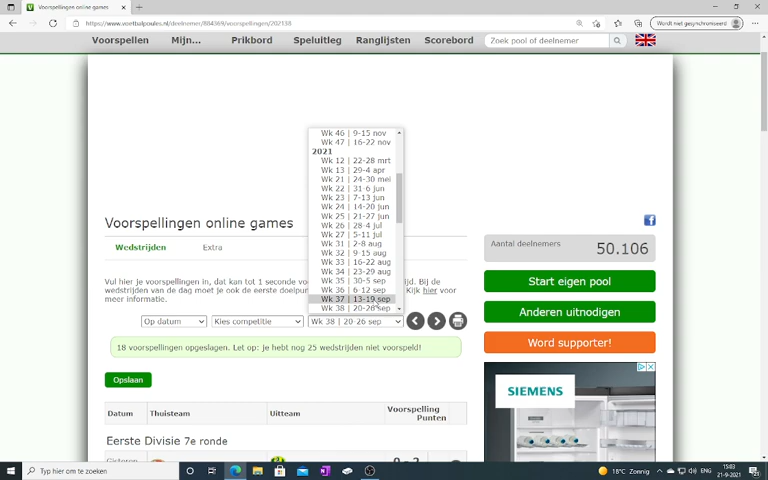 Voorspellingen online games
https://www.voetbalpoules.nl/deelnemer/884369/voorspellingen/202138
Wordt niet gesynchroniseerd
Voorspellen Mijn... Prikbord Speluitleg Ranglijsten Scorebord Zoek pool of deelnemer
Wk 46 | 9-15 nov
Wk 47 | 16-22 nov
2021
Wk 12 | 22-28 mrt
Wk 13 | 29-4 apr
Wk 21 | 24-30 mei
Wk 22 | 31-6 jun
Wk 23 | 7-13 jun
Wk 24 | 14-20 jun
Wk 25 | 21-27 jun
Wk 26 | 28-4 jul
Wk 27 | 5-11 jul
Wk 31 | 2-8 aug
Wk 32 | 9-15 aug
Wk 33 | 16-22 aug
Wk 34 | 23-29 aug
Wk 35 | 30-5 sep
Wk 36 | 6-12 sep
Wk 37 | 13-19 sep
Wk 38 | 20-26 sep
Voorspellingen online games
Wedstrijden Extra
Vul hier je voorspellingen in, dat kan tot 1 seconde vo
ijd. Bij de
wedstrijden van de dag moet je ook de eerste doelpun
Kijk hier voor
meer informatie.
Op datum Kies competitie Wk 38 | 20-26 sep
18 voorspellingen opgeslagen. Let op: je hebt nog 25 wedstrijden niet voorspeld!
Opslaan
Datum Thuisteam Uitteam Voorspelling
Punten
Eerste Divisie 7e ronde
Gisteren
Aantal deelnemers 50.106
Start eigen pool
Anderen uitnodigen
Word supporter!
SIEMENS
Typ hier om te zoeken
18°C Zonnig
ENG
15:03
21-9-2021